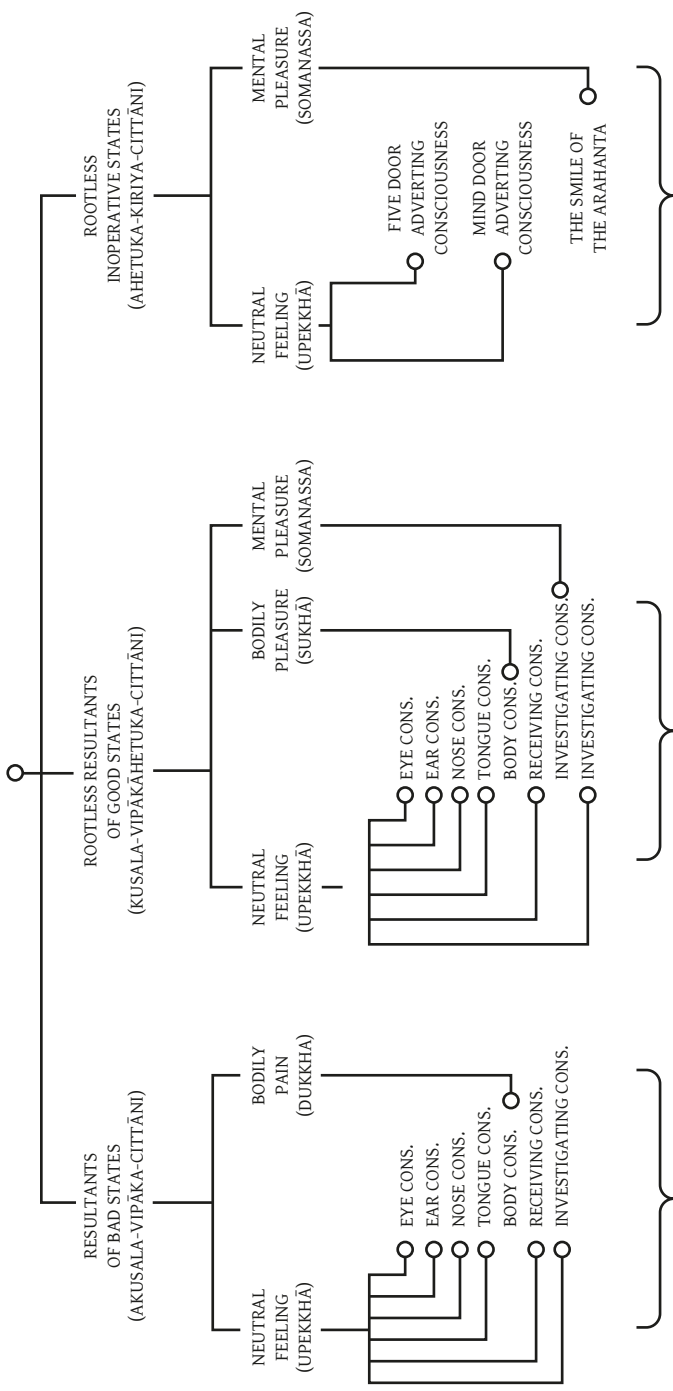 RESULTANTS
OF BAD STATES
(AKUSALA-VIPĀKA-CITTĀNI)
NEUTRAL
FEELING
(UPEKKHĀ)
BODILY
PAIN
(DUKKHA)
EYE CONS.
EAR CONS.
NOSE CONS.
TONGUE CONS.
BODY CONS.
RECEIVING CONS.
INVESTIGATING CONS.
ROOTLESS RESULTANTS
OF GOOD STATES
(KUSALA-VIPĀKĀHETUKA-CITTĀNI)
NEUTRAL
FEELING
(UPEKKHĀ)
BODILY
PLEASURE
(SUKHĀ)
MENTAL
PLEASURE
(SOMANASSA)
EYE CONS.
EAR CONS.
NOSE CONS.
TONGUE CONS.
BODY CONS.
RECEIVING CONS.
INVESTIGATING CONS.
INVESTIGATING CONS.
ROOTLESS
INOPERATIVE STATES
(AHETUKA-KIRIYA-CITTĀNI)
NEUTRAL
FEELING
(UPEKKHĀ)
MENTAL
PLEASURE
(SOMANASSA)
FIVE DOOR
ADVERTING
CONSCIOUSNESS
MIND DOOR
ADVERTING
CONSCIOUSNESS
THE SMILE OF
THE ARAHANTA